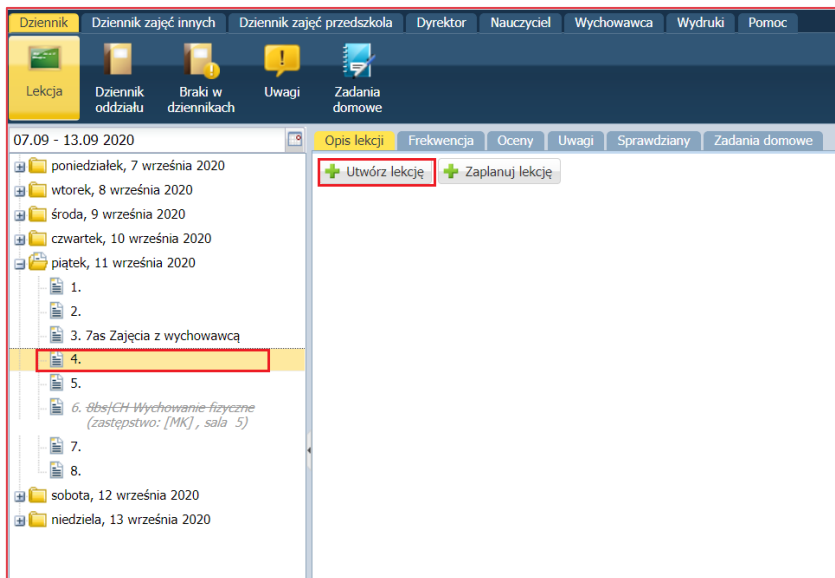 Dziennik Dziennik zajęć innych Dziennik zajęć przedszkola Dyrektor Nauczyciel Wychowawca Wydruki Pomoc
Lekcja Dziennik oddziału Braki w dziennikach Uwagi Zadania domowe
07.09 - 13.09 2020
Opis lekcji Frekwencja Oceny Uwagi Sprawdziany Zadania domowe
Utwórz lekcję Zaplanuj lekcję
poniedziałek, 7 września 2020
wtorek, 8 września 2020
środa, 9 września 2020
czwartek, 10 września 2020
piątek, 11 września 2020
1.
2.
3. 7as Zajęcia z wychowawcą
4.
5.
6. 8bs|CH Wychowanie fizyczne
(zastępstwo: [MK] , sala 5)
7.
8.
sobota, 12 września 2020
niedziela, 13 września 2020